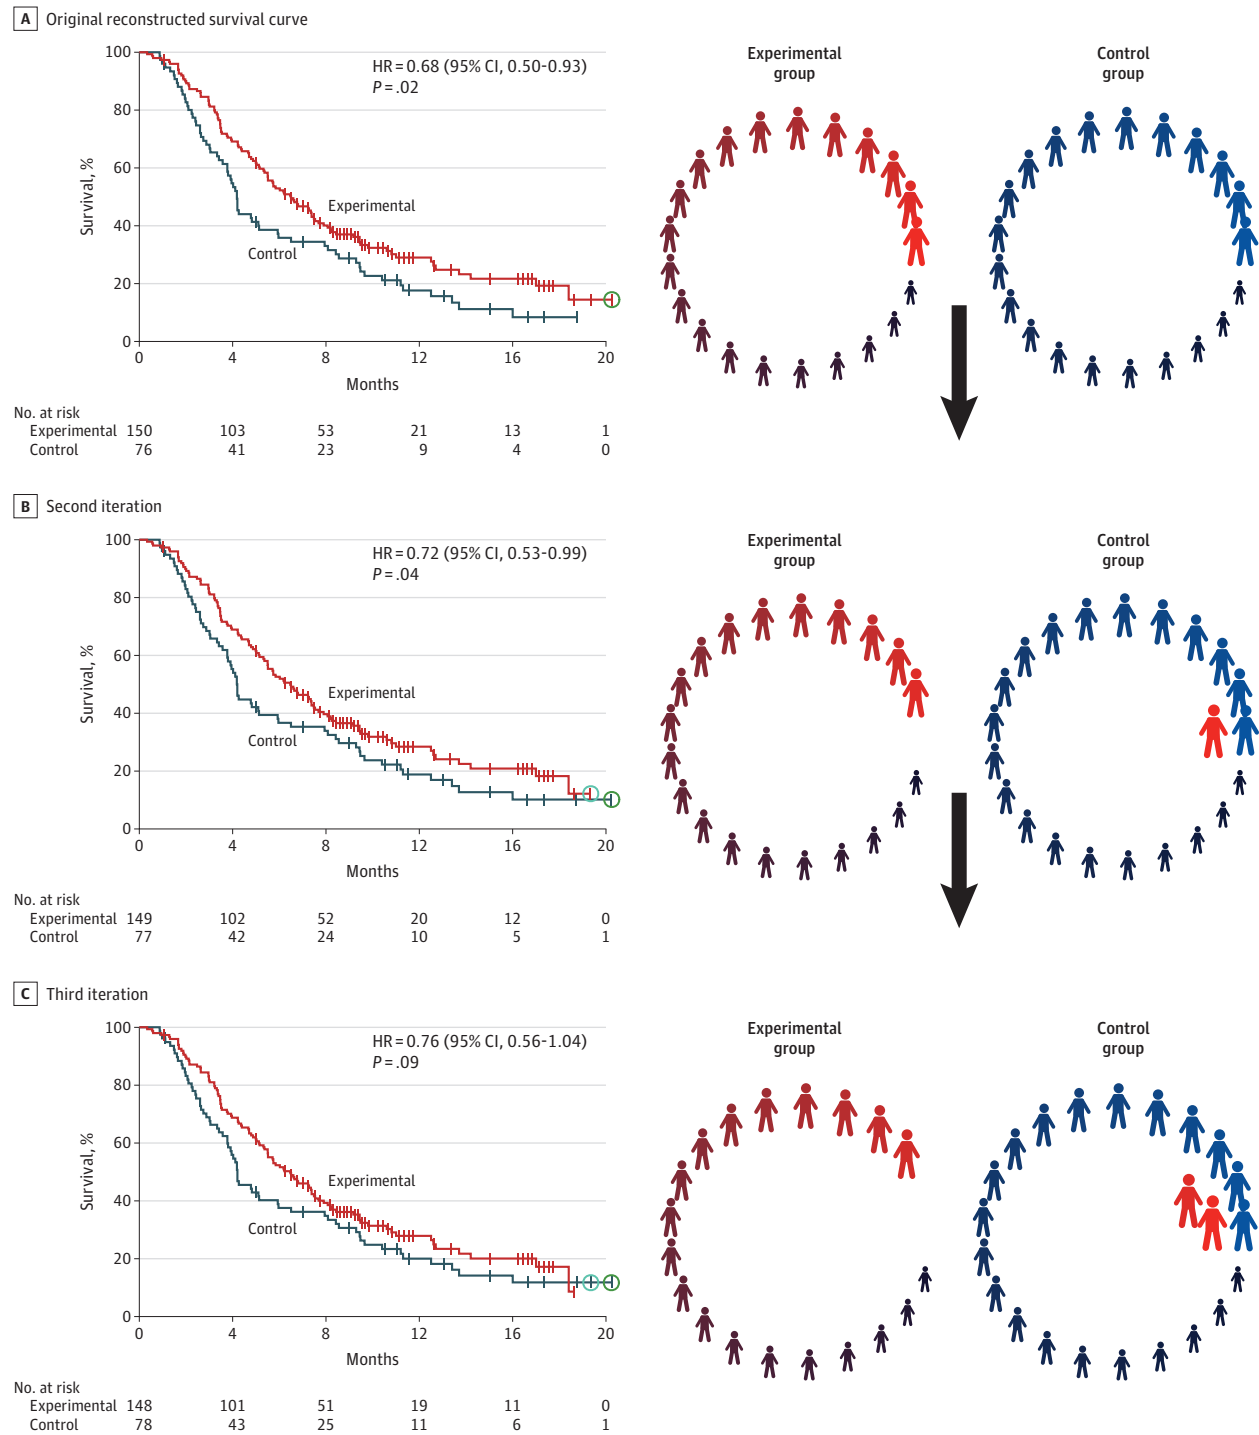 A Original reconstructed survival curve
100
80
60
40
20
0
Survival, %
HR = 0.68 (95% CI, 0.50-0.93)
P = .02
Experimental
Control
0 4 8 12 16 20
Months
No. at risk
Experimental 150 103 53 21 13 1
Control 76 41 23 9 4 0
Experimental
group
Control
group
B Second iteration
100
80
60
40
20
0
Survival, %
HR = 0.72 (95% CI, 0.53-0.99)
P = .04
Experimental
Control
0 4 8 12 16 20
Months
No. at risk
Experimental 149 102 52 20 12 0
Control 77 42 24 10 5 1
Experimental
group
Control
group
C Third iteration
100
80
60
40
20
0
Survival, %
HR = 0.76 (95% CI, 0.56-1.04)
P = .09
Experimental
Control
0 4 8 12 16 20
Months
No. at risk
Experimental 148 101 51 19 11 0
Control 78 43 25 11 6 1
Experimental
group
Control
group